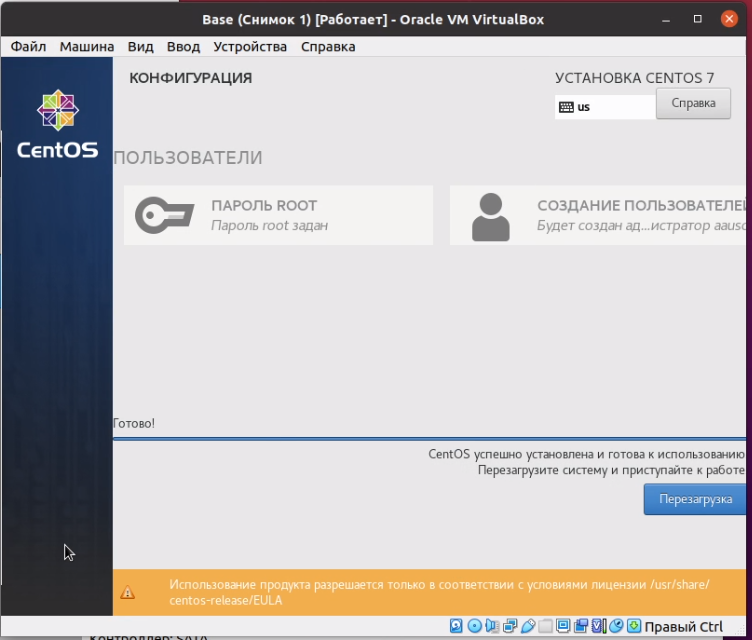 Base (Снимок 1) [Работает] - Oracle VM VirtualBox
Файл Машина Вид Ввод Устройства Справка
КОНФИГУРАЦИЯ
УСТАНОВКА CENTOS 7
us
Справка
CentOS
ПОЛЬЗОВАТЕЛИ
ПАРОЛЬ ROOT
Пароль root задан
СОЗДАНИЕ ПОЛЬЗОВАТЕЛЕЙ
Будет создан ад...истратор aausc
Готово!
CentOS успешно установлена и готова к использованию
Перезагрузите систему и приступайте к работе
Перезагрузка
Использование продукта разрешается только в соответствии с условиями лицензии /usr/share/
centos-release/EULA
Правый Ctrl
Контроллер: SATA